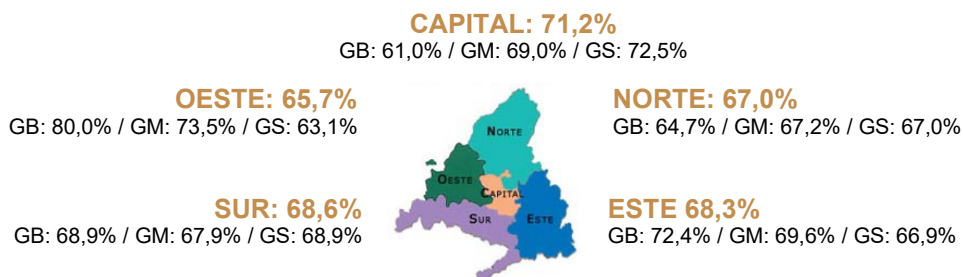 CAPITAL: 71,2%
GB: 61,0% / GM: 69,0% / GS: 72,5%
OESTE: 65,7%
GB: 80,0% / GM: 73,5% / GS: 63,1%
NORTE: 67,0%
GB: 64,7% / GM: 67,2% / GS: 67,0%
NORTE
OESTE
CAPITAL
SUR
ESTE
SUR: 68,6%
GB: 68,9% / GM: 67,9% / GS: 68,9%
ESTE 68,3%
GB: 72,4% / GM: 69,6% / GS: 66,9%